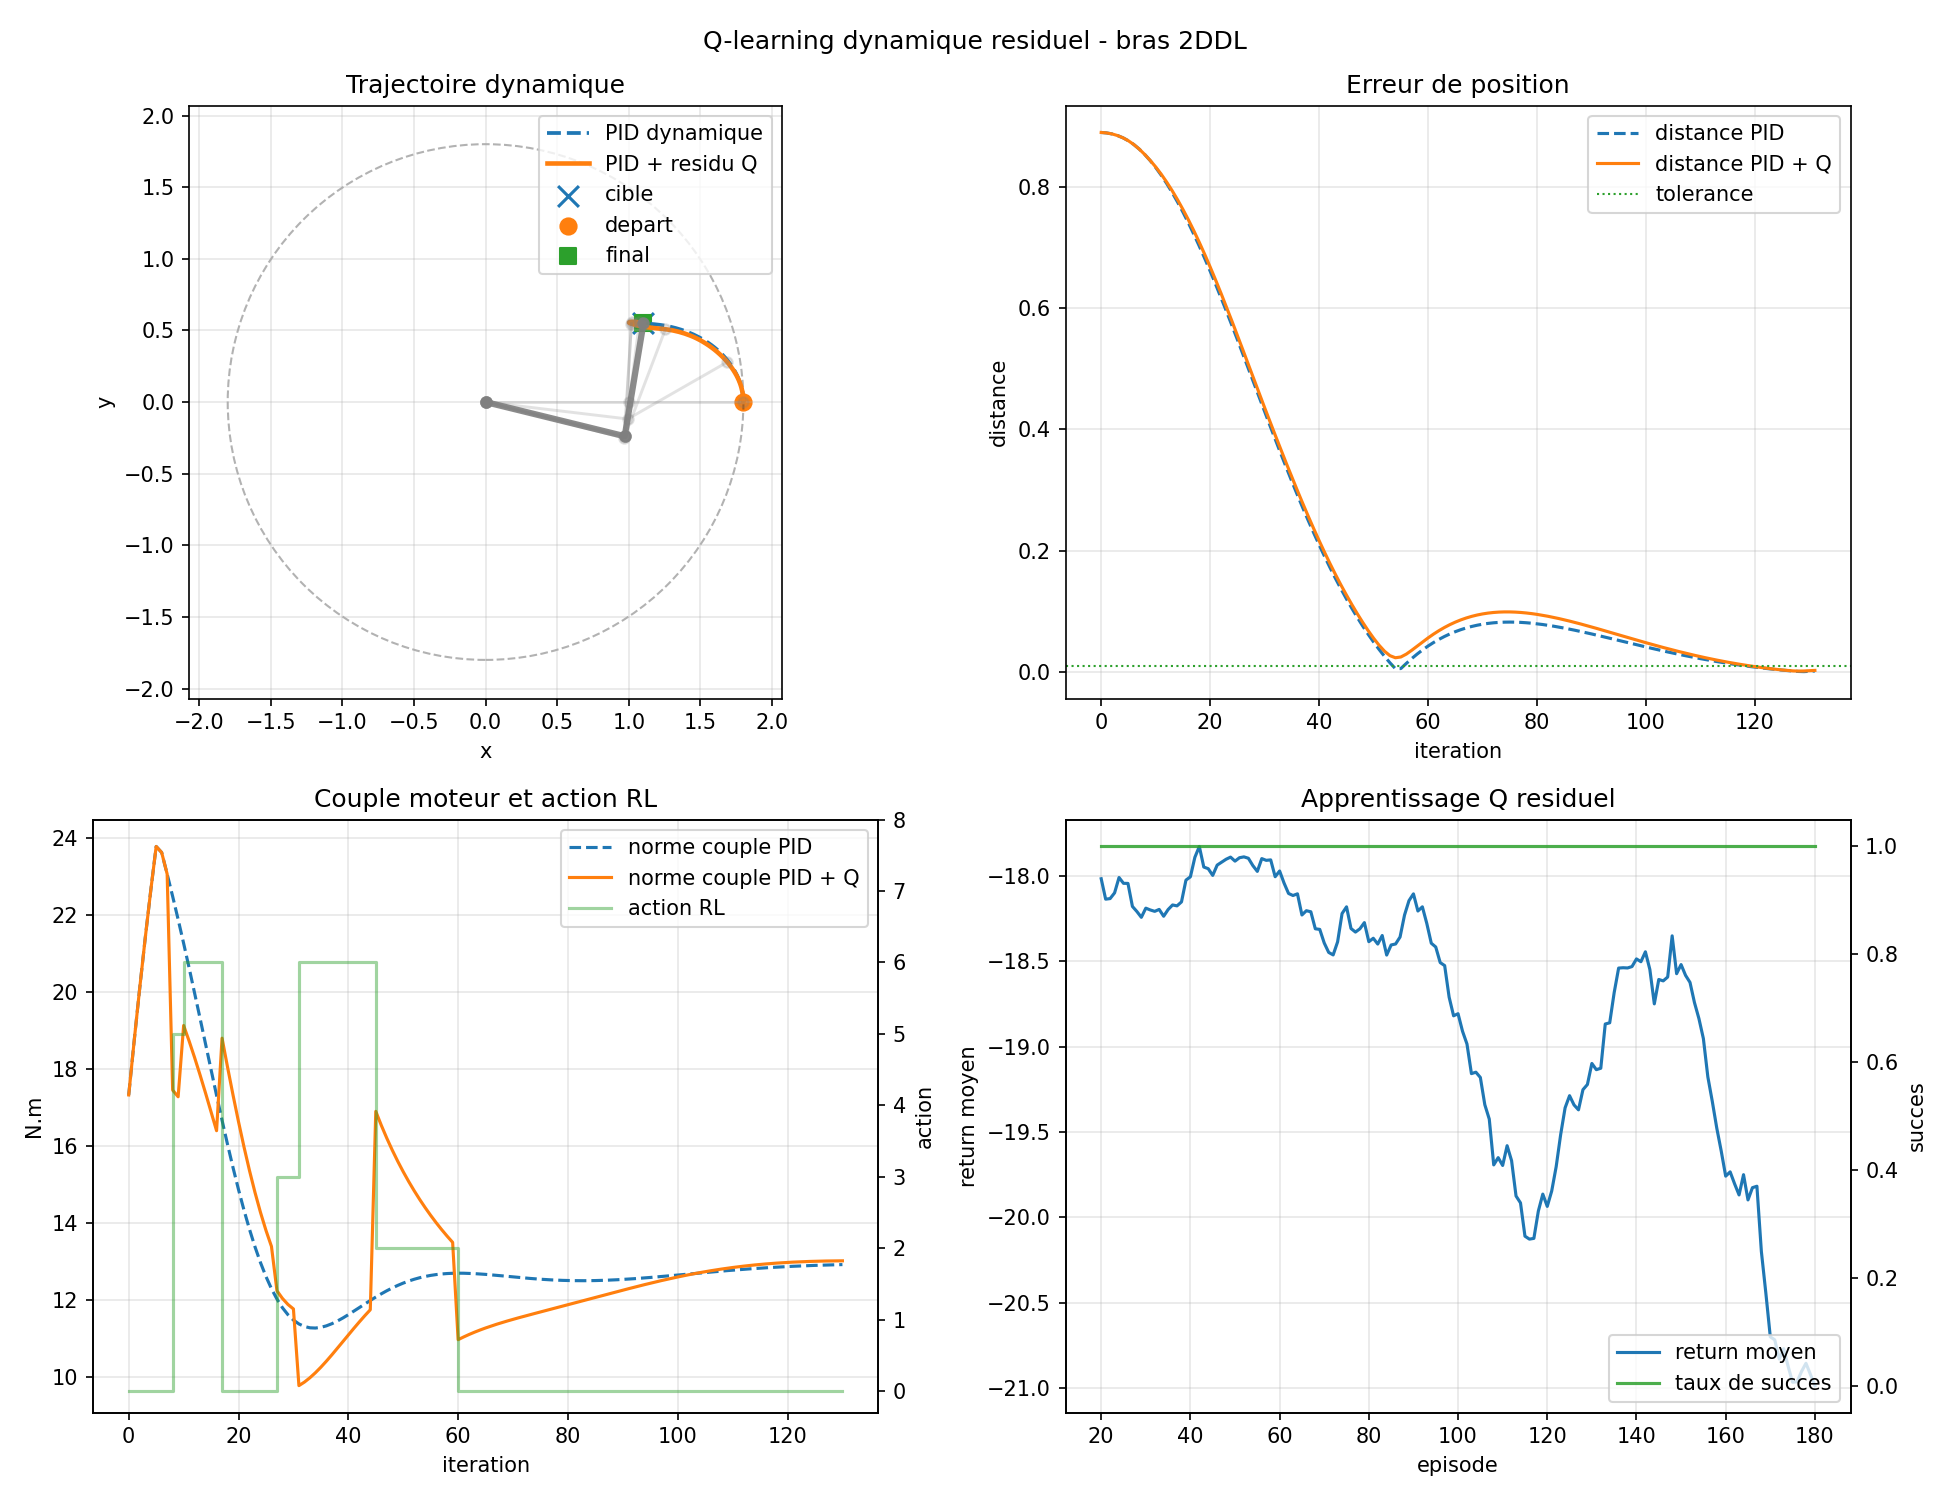 Q-learning dynamique residuel - bras 2DDL
Trajectoire dynamique
PID dynamique
PID + residu Q
cible
depart
final
2.0
1.5
1.0
0.5
0.0
−0.5
−1.0
−1.5
−2.0
y
−2.0 −1.5 −1.0 −0.5 0.0 0.5 1.0 1.5 2.0
x
Erreur de position
distance PID
distance PID + Q
tolerance
0.8
0.6
0.4
0.2
0.0
distance
0 20 40 60 80 100 120
iteration
Couple moteur et action RL
norme couple PID
norme couple PID + Q
action RL
24
22
20
18
16
14
12
10
N.m
8
7
6
5
4
3
2
1
0
action
0 20 40 60 80 100 120
iteration
Apprentissage Q residuel
−18.0
−18.5
−19.0
−19.5
−20.0
−20.5
−21.0
return moyen
1.0
0.8
0.6
0.4
0.2
0.0
succes
return moyen
taux de succes
20 40 60 80 100 120 140 160 180
episode